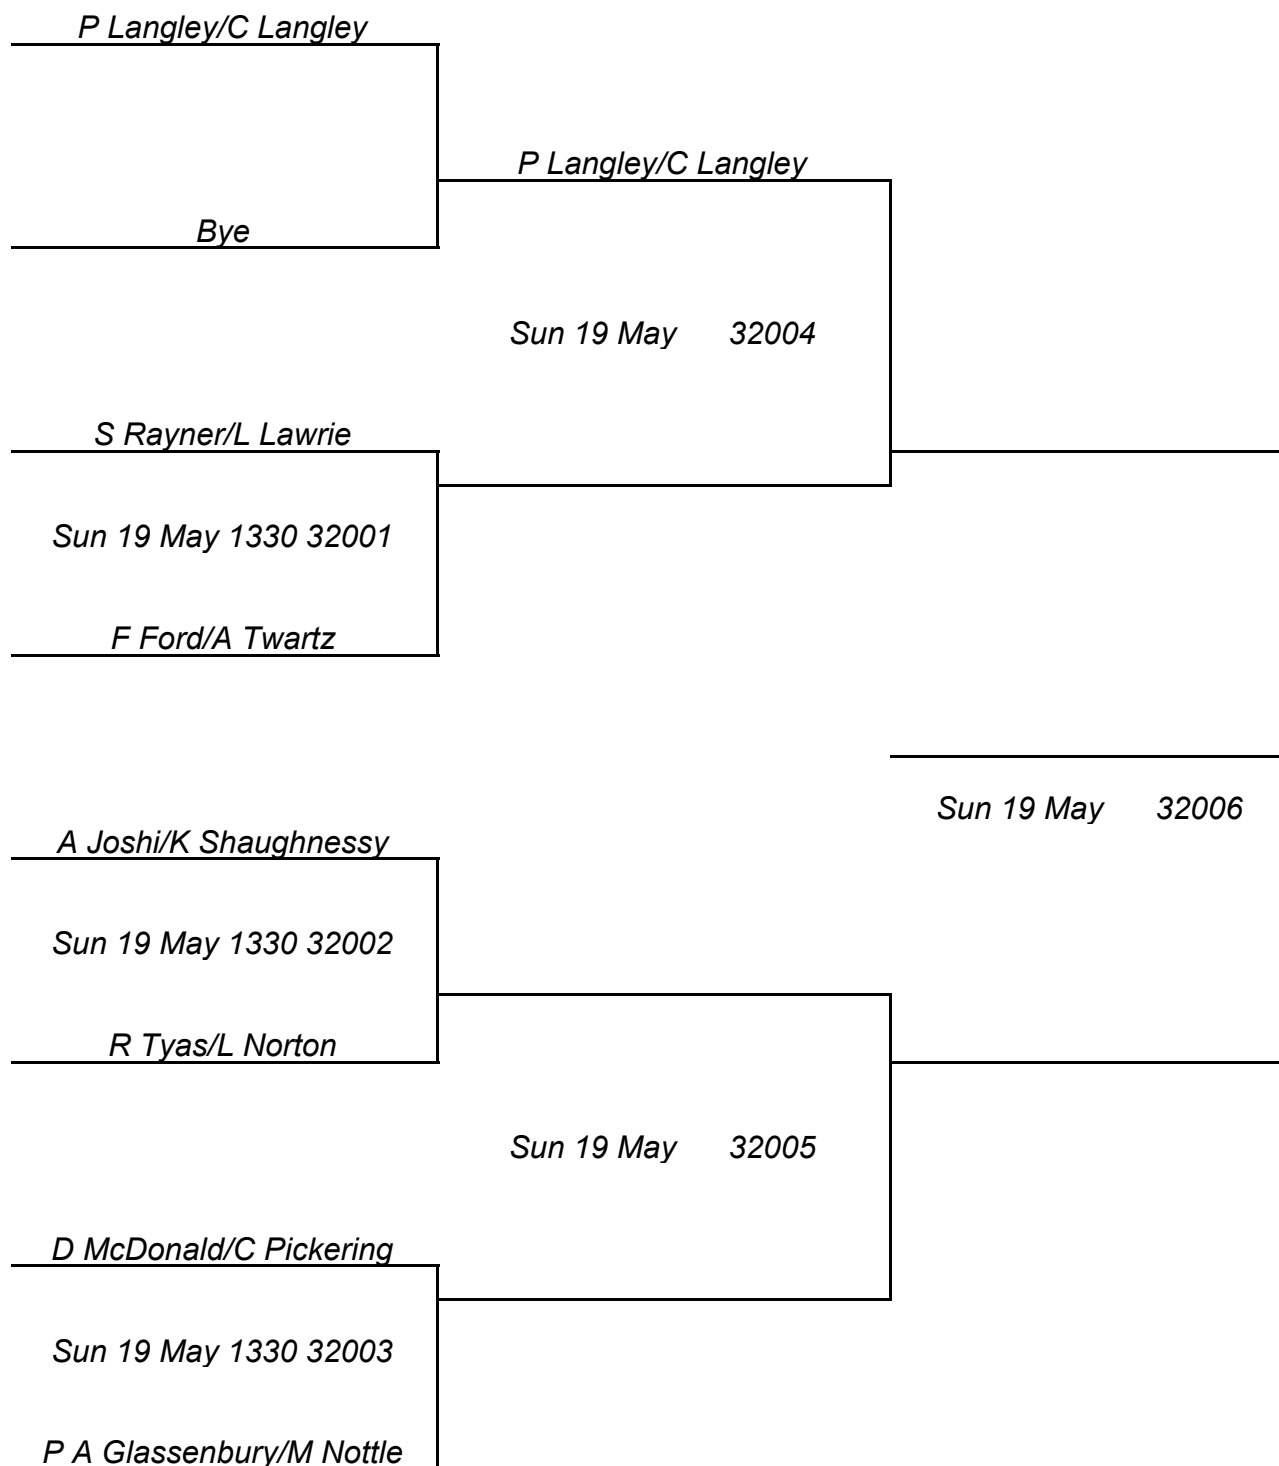 P Langley/C Langley
P Langley/C Langley
Bye
Sun 19 May 32004
S Rayner/L Lawrie
Sun 19 May 1330 32001
F Ford/A Twartz
Sun 19 May 32006
A Joshi/K Shaughnessy
Sun 19 May 1330 32002
R Tyas/L Norton
Sun 19 May 32005
D McDonald/C Pickering
Sun 19 May 1330 32003
P A Glassenbury/M Nottle